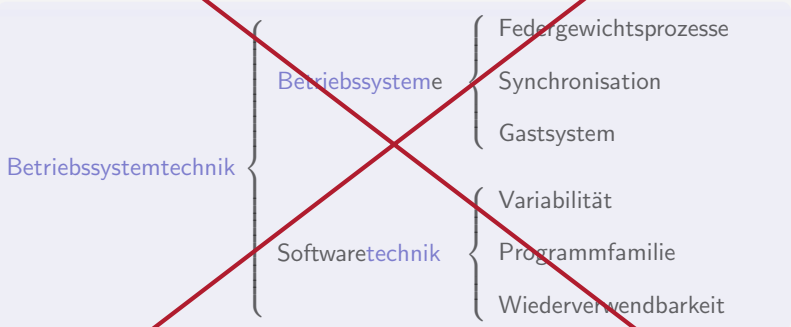 Federgewichtsprozesse
Betriebssysteme
Synchronisation
Gastsystem
Betriebssystemtechnik
Variabilität
Softwaretechnik
Programmfamilie
Wiederverwendbarkeit